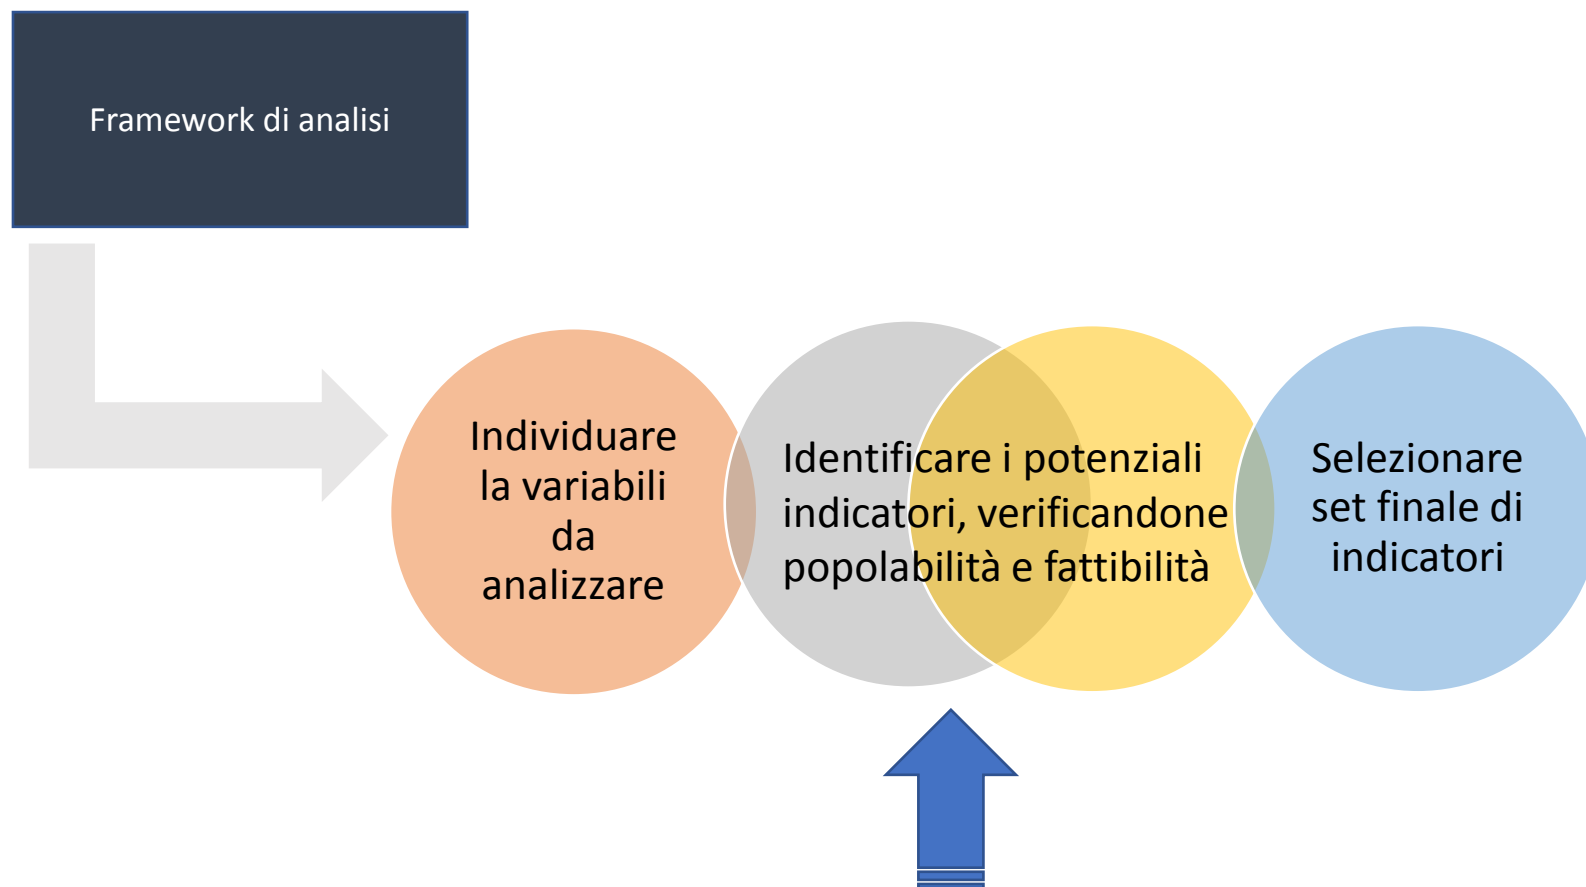 Framework di analisi
Individuare
la variabili
da
analizzare
Identificare i potenziali
indicatori, verificandone
popolabilità e fattibilità
Selezionare
set finale di
indicatori